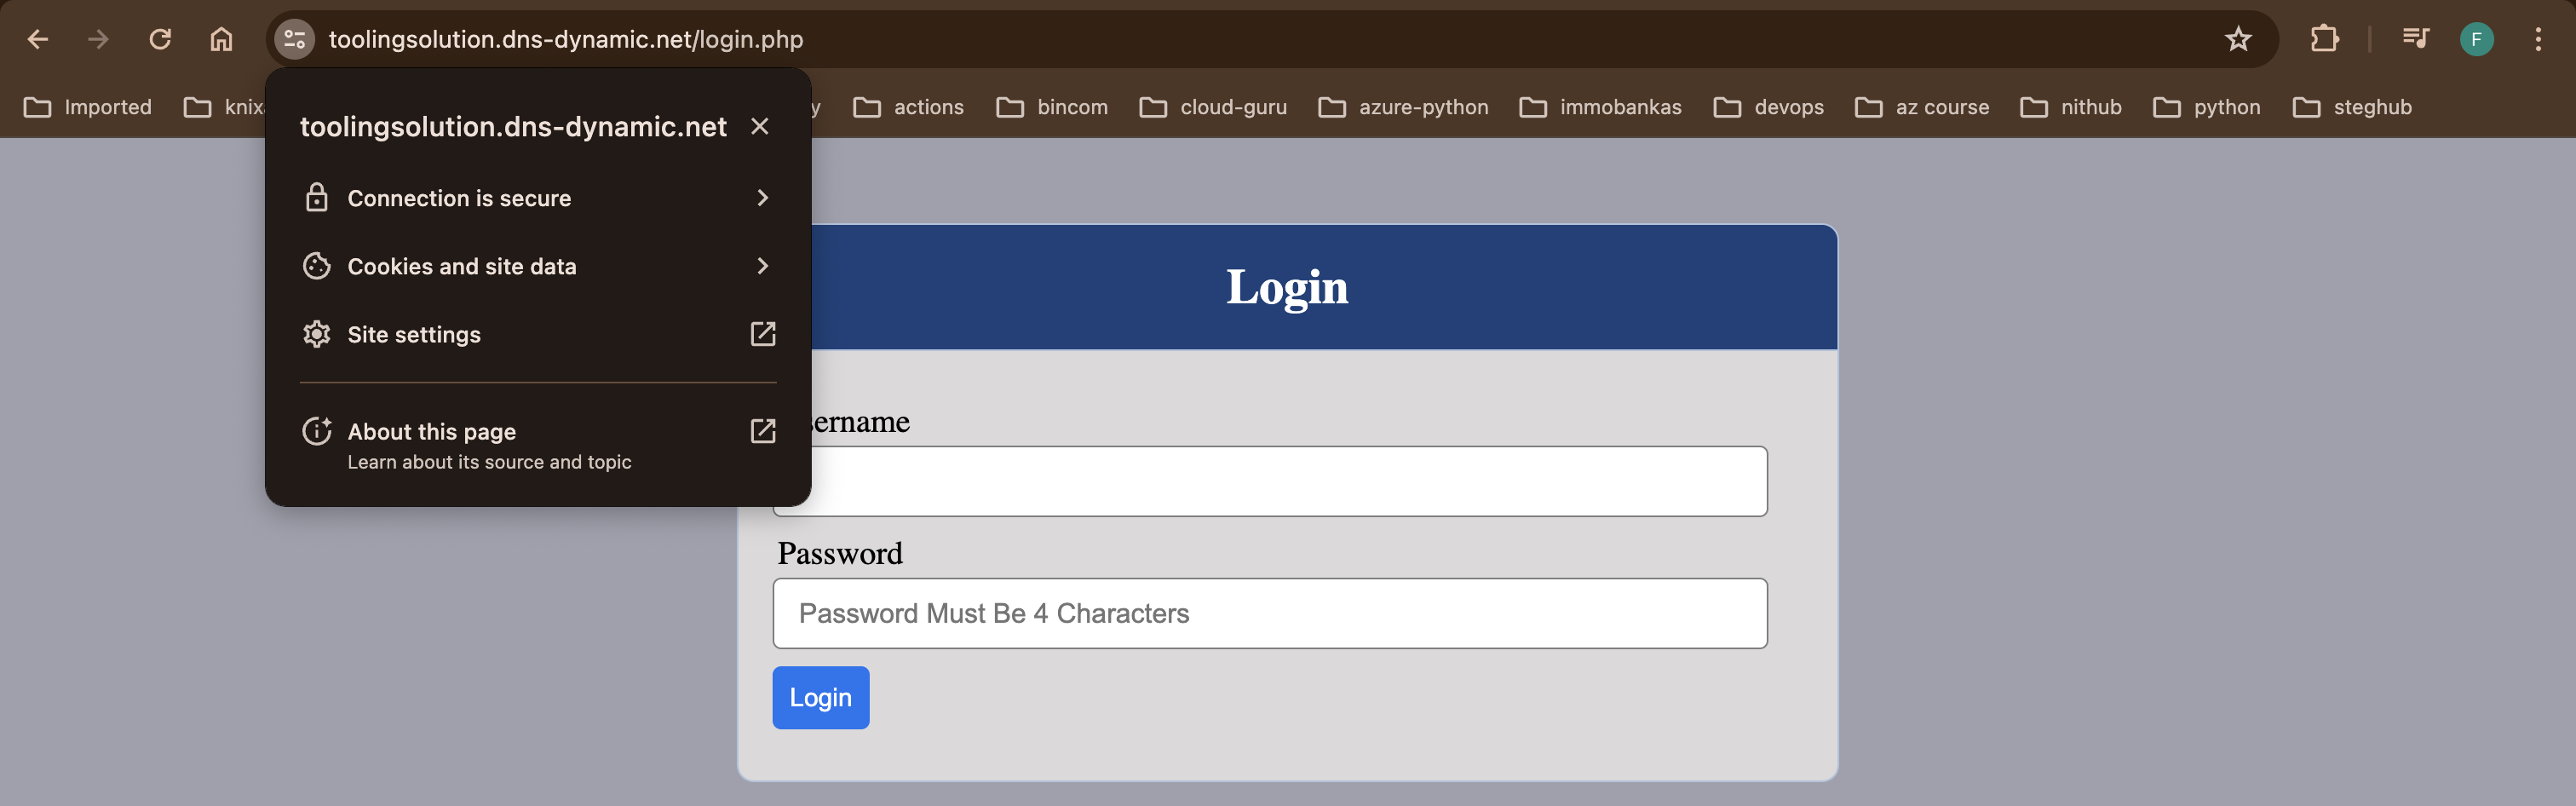 toolingsolution.dns-dynamic.net/login.php
F
Imported
knix
y
actions
bincom
cloud-guru
azure-python
immobankas
devops
az course
nithub
python
steghub
toolingsolution.dns-dynamic.net
Connection is secure
Cookies and site data
Site settings
About this page
Learn about its source and topic
Login
sername
Password
Password Must Be 4 Characters
Login